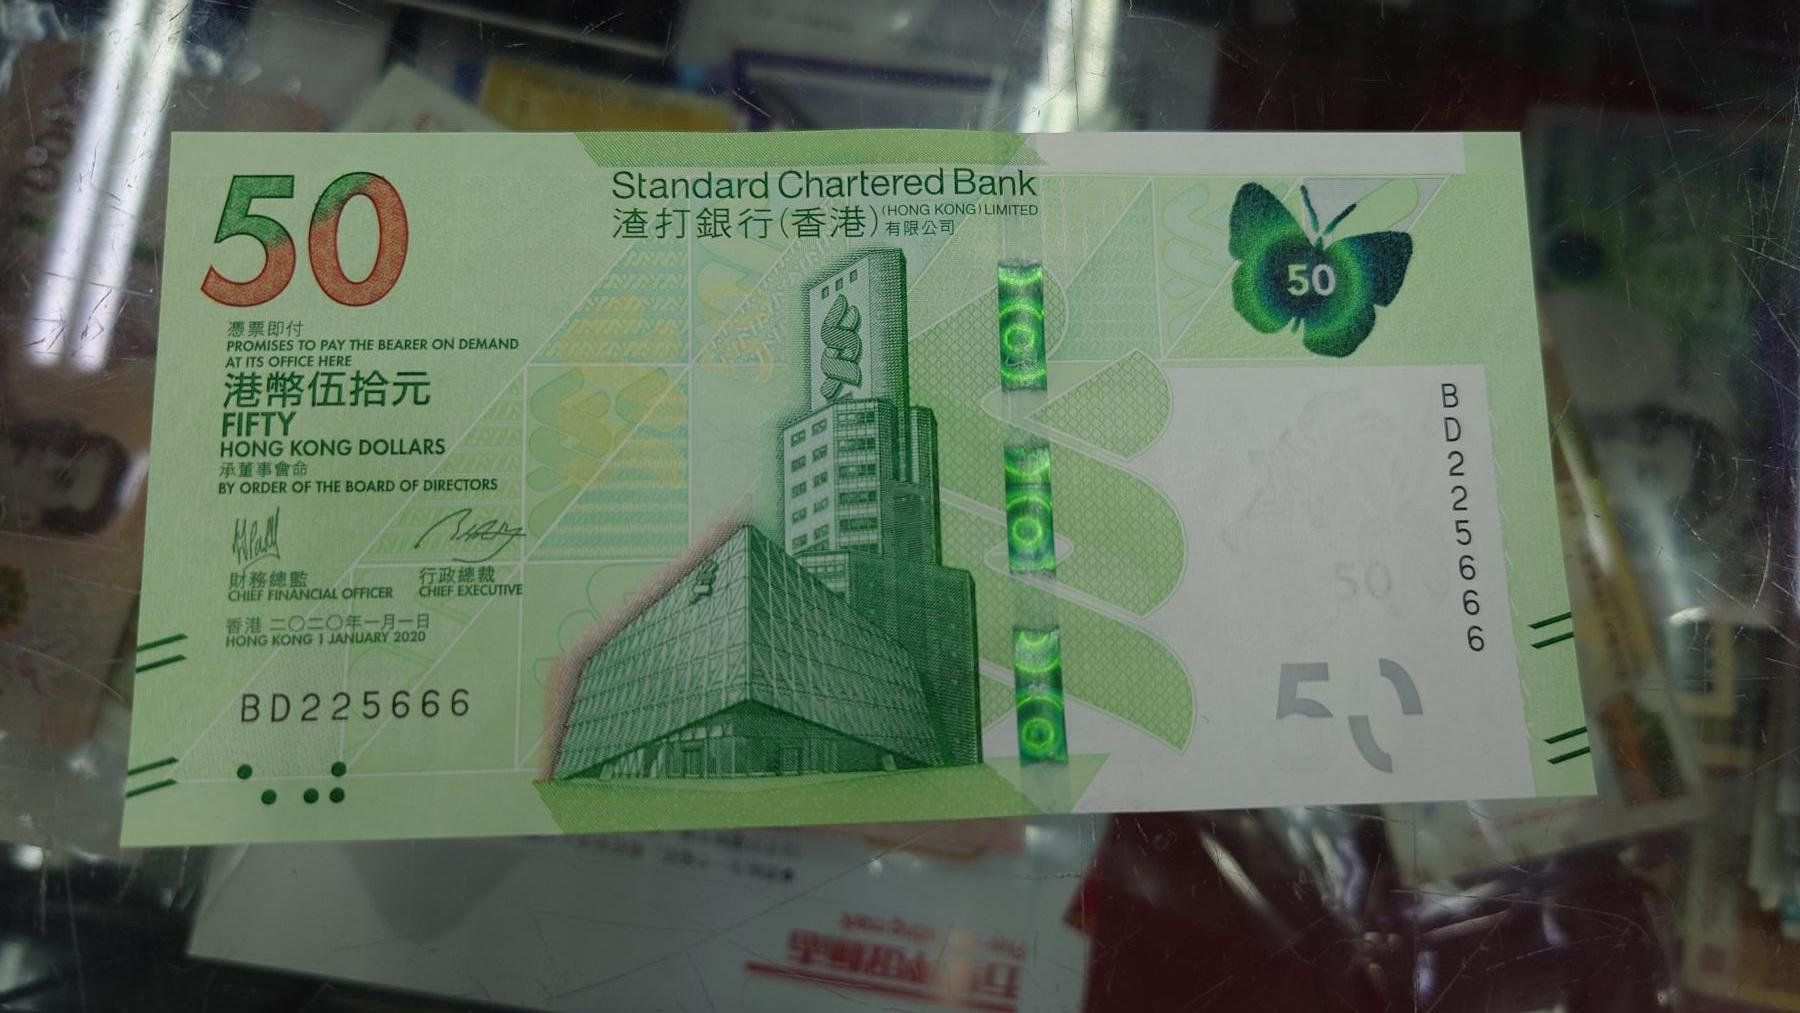 50
憑票即付
PROMISES TO PAY THE BEARER ON DEMAND
AT ITS OFFICE HERE
港幣伍拾元
FIFTY
HONG KONG DOLLARS
承董事會命
BY ORDER OF THE BOARD OF DIRECTORS
財務總監
CHIEF FINANCIAL OFFICER
行政總裁
CHIEF EXECUTIVE
香港 二〇二〇年一月一日
HONG KONG 1 JANUARY 2020
BD225666
Standard Chartered Bank
渣打銀行(香港)
(HONG KONG) LIMITED
有限公司
50
BD225666
50
50